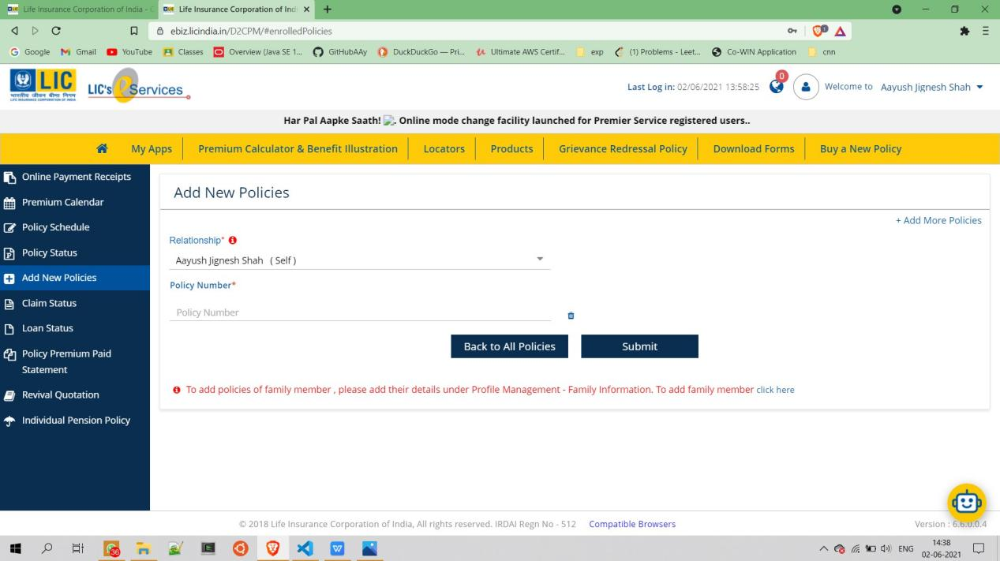 Life Insurance Corporation of India -
Life Insurance Corporation of Indi
ebiz.licindia.in/D2CPM/#enrolledPolicies
Google Gmail YouTube Classes Overview (Java SE 1... GitHubAAy DuckDuckGo — Pri... Ultimate AWS Certif... exp (1) Problems - Leet... Co-WIN Application cnn
LIC
भारतीय जीवन बीमा निगम
LIFE INSURANCE CORPORATION OF INDIA
LIC's eServices
Last Log in: 02/06/2021 13:58:25
0
Welcome to Aayush Jignesh Shah
Har Pal Aapke Saath! . Online mode change facility launched for Premier Service registered users..
My Apps Premium Calculator & Benefit Illustration Locators Products Grievance Redressal Policy Download Forms Buy a New Policy
Online Payment Receipts
Premium Calendar
Policy Schedule
Policy Status
Add New Policies
Claim Status
Loan Status
Policy Premium Paid
Statement
Revival Quotation
Individual Pension Policy
Add New Policies
+ Add More Policies
Relationship*
Aayush Jignesh Shah ( Self )
Policy Number*
Policy Number
Back to All Policies Submit
To add policies of family member , please add their details under Profile Management - Family Information. To add family member click here
© 2018 Life Insurance Corporation of India, All rights reserved. IRDAI Regn No - 512 Compatible Browsers
Version : 6.6.0.0.4
36
ENG
14:38
02-06-2021